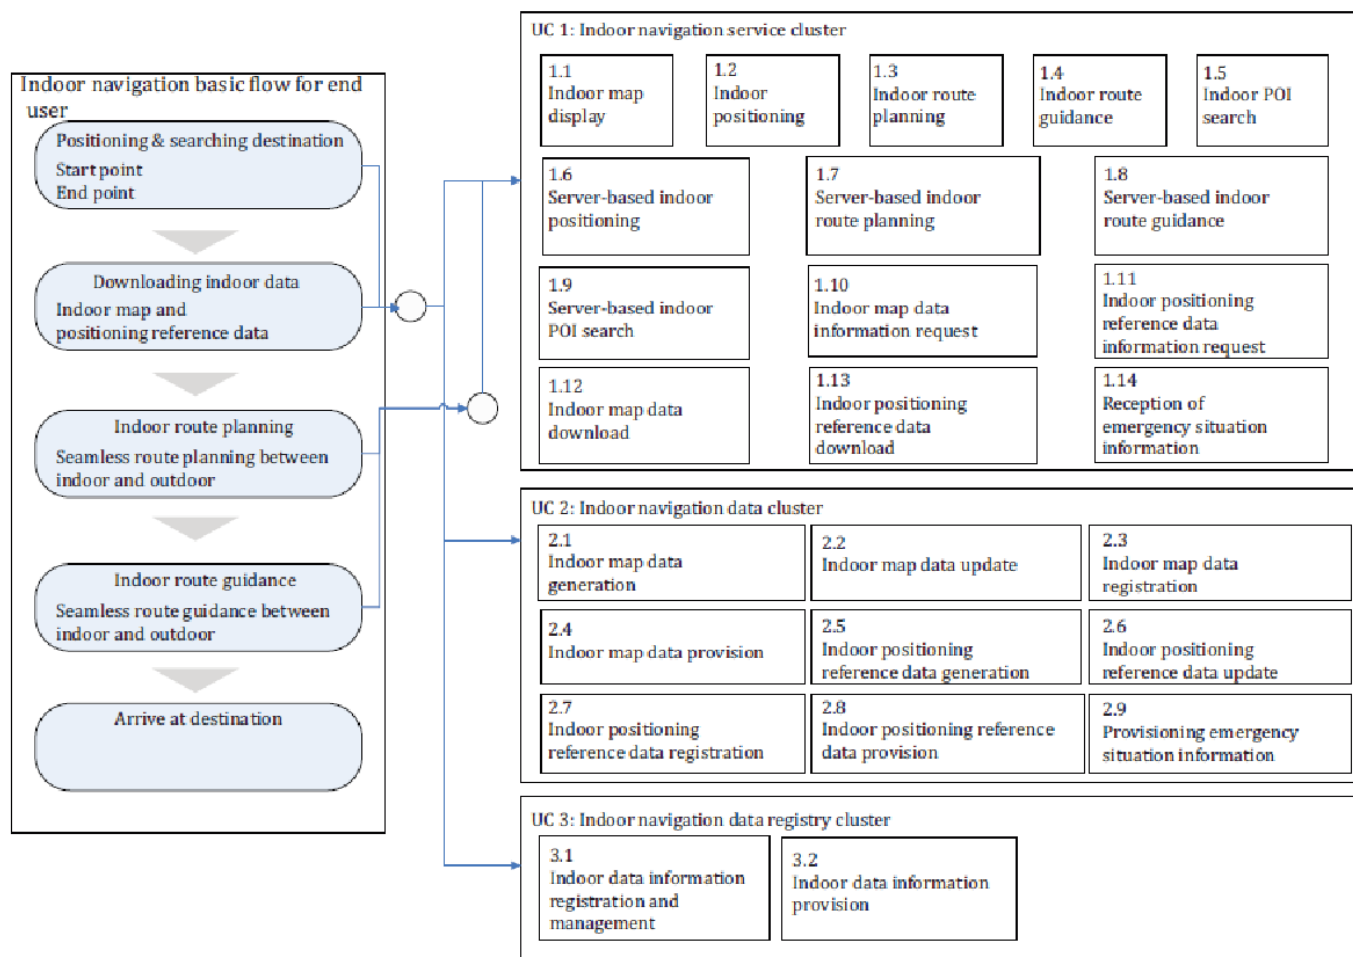 Indoor navigation basic flow for end
user
Positioning & searching destination
Start point
End point
Downloading indoor data
Indoor map and
positioning reference data
Indoor route planning
Seamless route planning between
indoor and outdoor
Indoor route guidance
Seamless route guidance between
indoor and outdoor
Arrive at destination
UC 1: Indoor navigation service cluster
1.1
Indoor map
display
1.2
Indoor
positioning
1.3
Indoor route
planning
1.4
Indoor route
guidance
1.5
Indoor POI
search
1.6
Server-based indoor
positioning
1.7
Server-based indoor
route planning
1.8
Server-based indoor
route guidance
1.9
Server-based indoor
POI search
1.10
Indoor map data
information request
1.11
Indoor positioning
reference data
information request
1.12
Indoor map data
download
1.13
Indoor positioning
reference data
download
1.14
Reception of
emergency situation
information
UC 2: Indoor navigation data cluster
2.1
Indoor map data
generation
2.2
Indoor map data update
2.3
Indoor map data
registration
2.4
Indoor map data provision
2.5
Indoor positioning
reference data generation
2.6
Indoor positioning
reference data update
2.7
Indoor positioning
reference data registration
2.8
Indoor positioning reference
data provision
2.9
Provisioning emergency
situation information
UC 3: Indoor navigation data registry cluster
3.1
Indoor data information
registration and
management
3.2
Indoor data information
provision